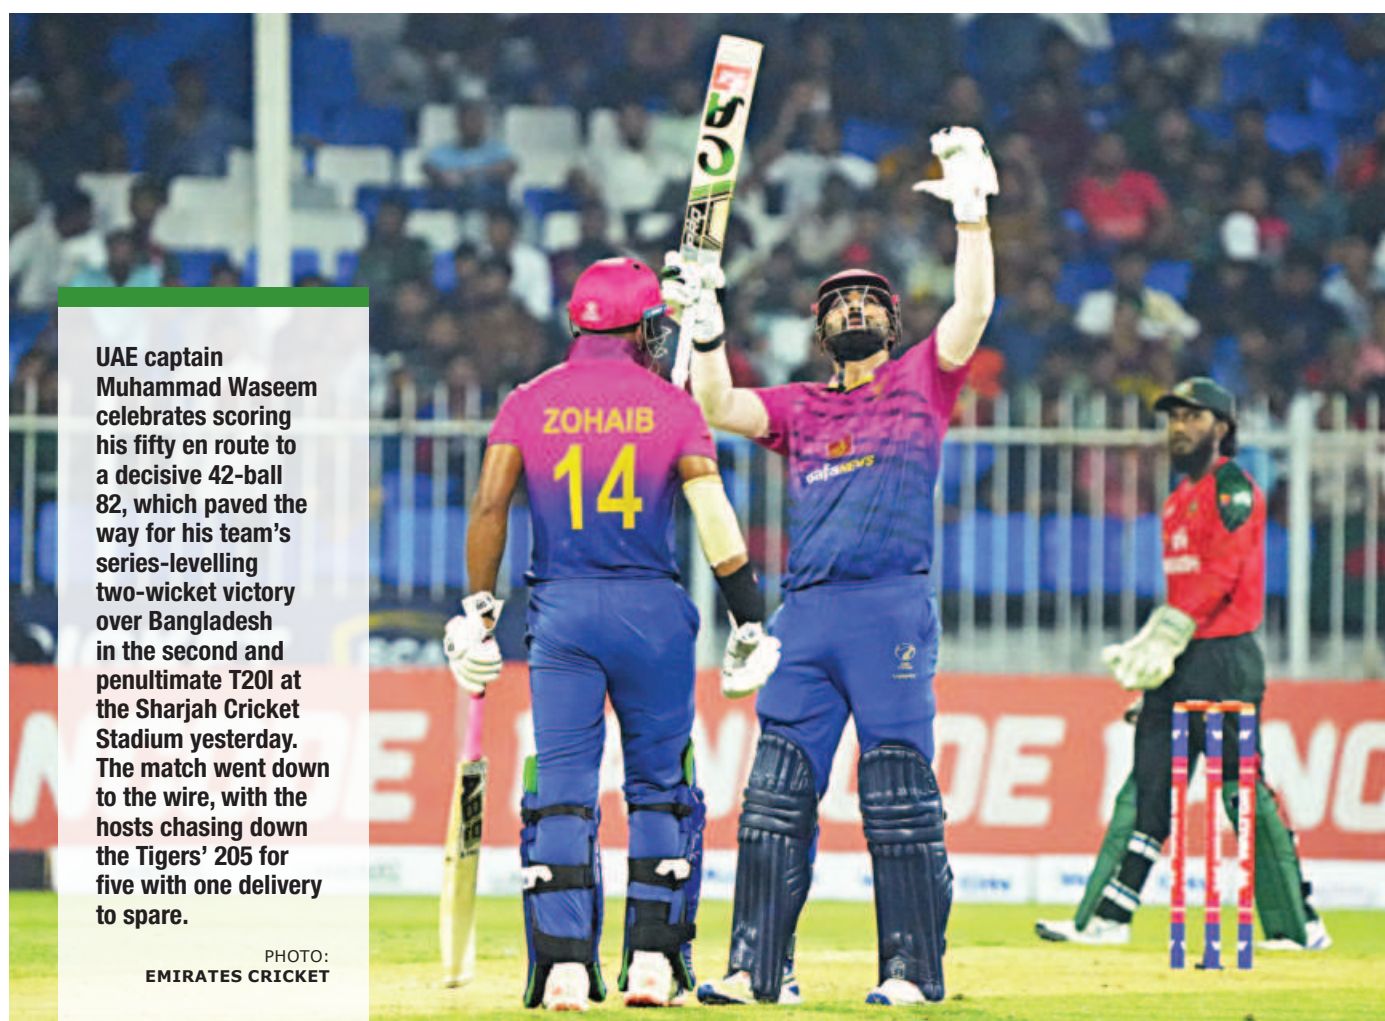 UAE captain
Muhammad Waseem
celebrates scoring
his fifty en route to
a decisive 42-ball
82, which paved the
way for his team’s
series-levelling
two-wicket victory
over Bangladesh
in the second and
penultimate T20I at
the Sharjah Cricket
Stadium yesterday.
The match went down
to the wire, with the
hosts chasing down
the Tigers’ 205 for
five with one delivery
to spare.
PHOTO:
EMIRATES CRICKET
ZOHAIB
14
NEWS